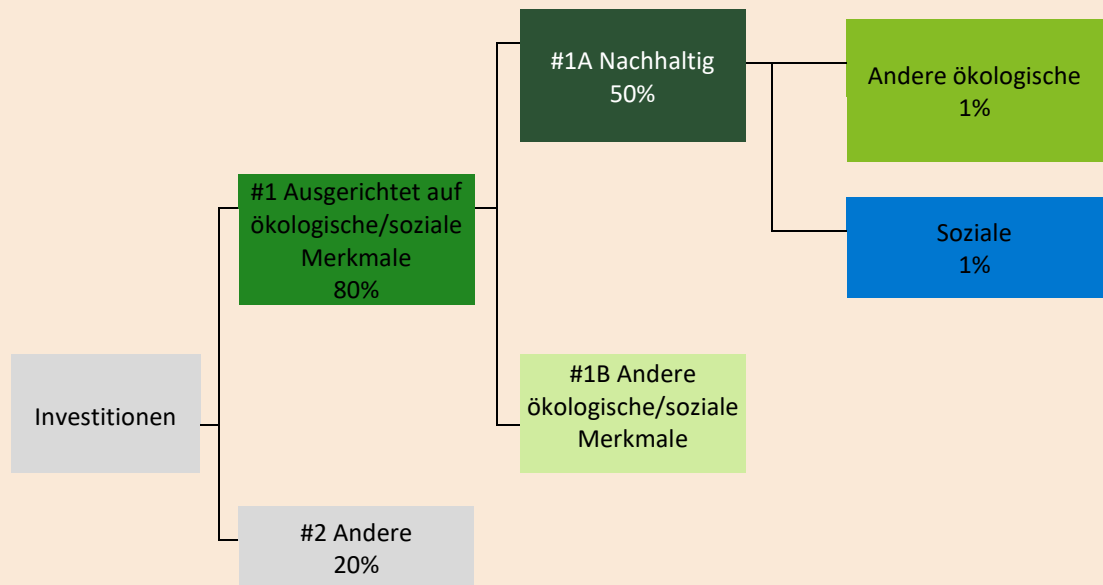 #1A Nachhaltig
50%
Andere ökologische
1%
#1 Ausgerichtet auf
ökologische/soziale
Merkmale
80%
Soziale
1%
Investitionen
#1B Andere
ökologische/soziale
Merkmale
#2 Andere
20%